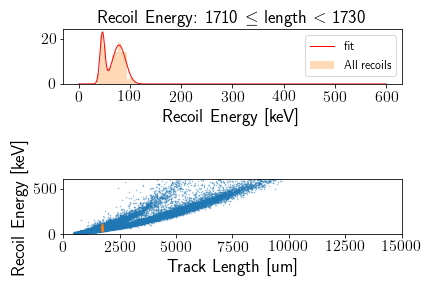 Recoil Energy: 1710 ≤ length < 1730
20
0
fit
All recoils
0 100 200 300 400 500 600
Recoil Energy [keV]
Recoil Energy [keV]
500
0
0 2500 5000 7500 10000 12500 15000
Track Length [um]